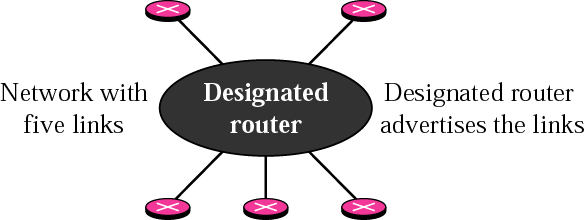 Network with
five links
Designated
router
Designated router
advertises the links